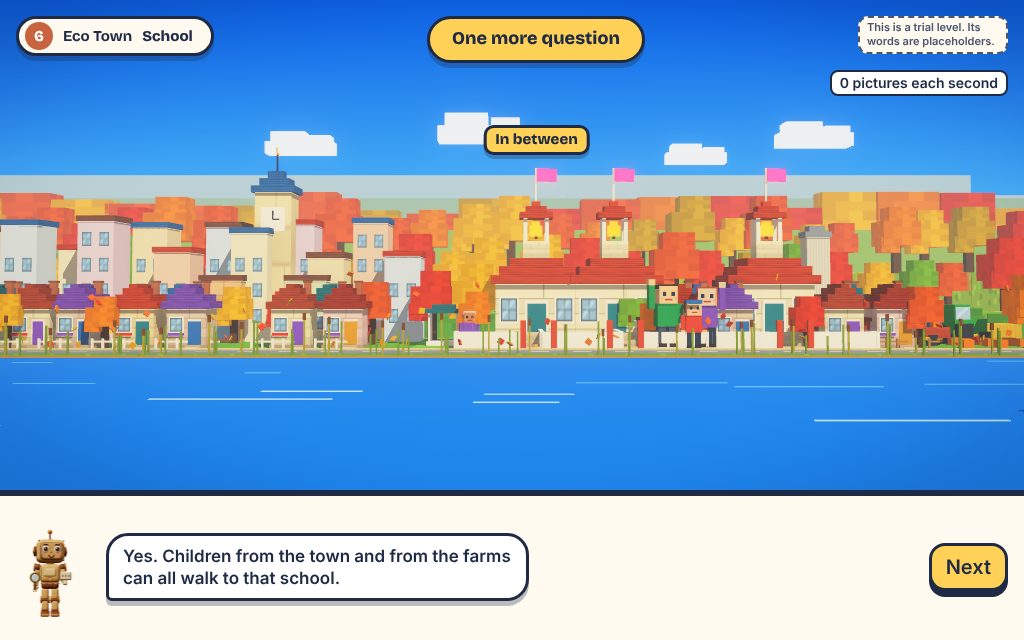 6 Eco Town School
One more question
This is a trial level. Its
words are placeholders.
0 pictures each second
In between
Yes. Children from the town and from the farms
can all walk to that school.
Next